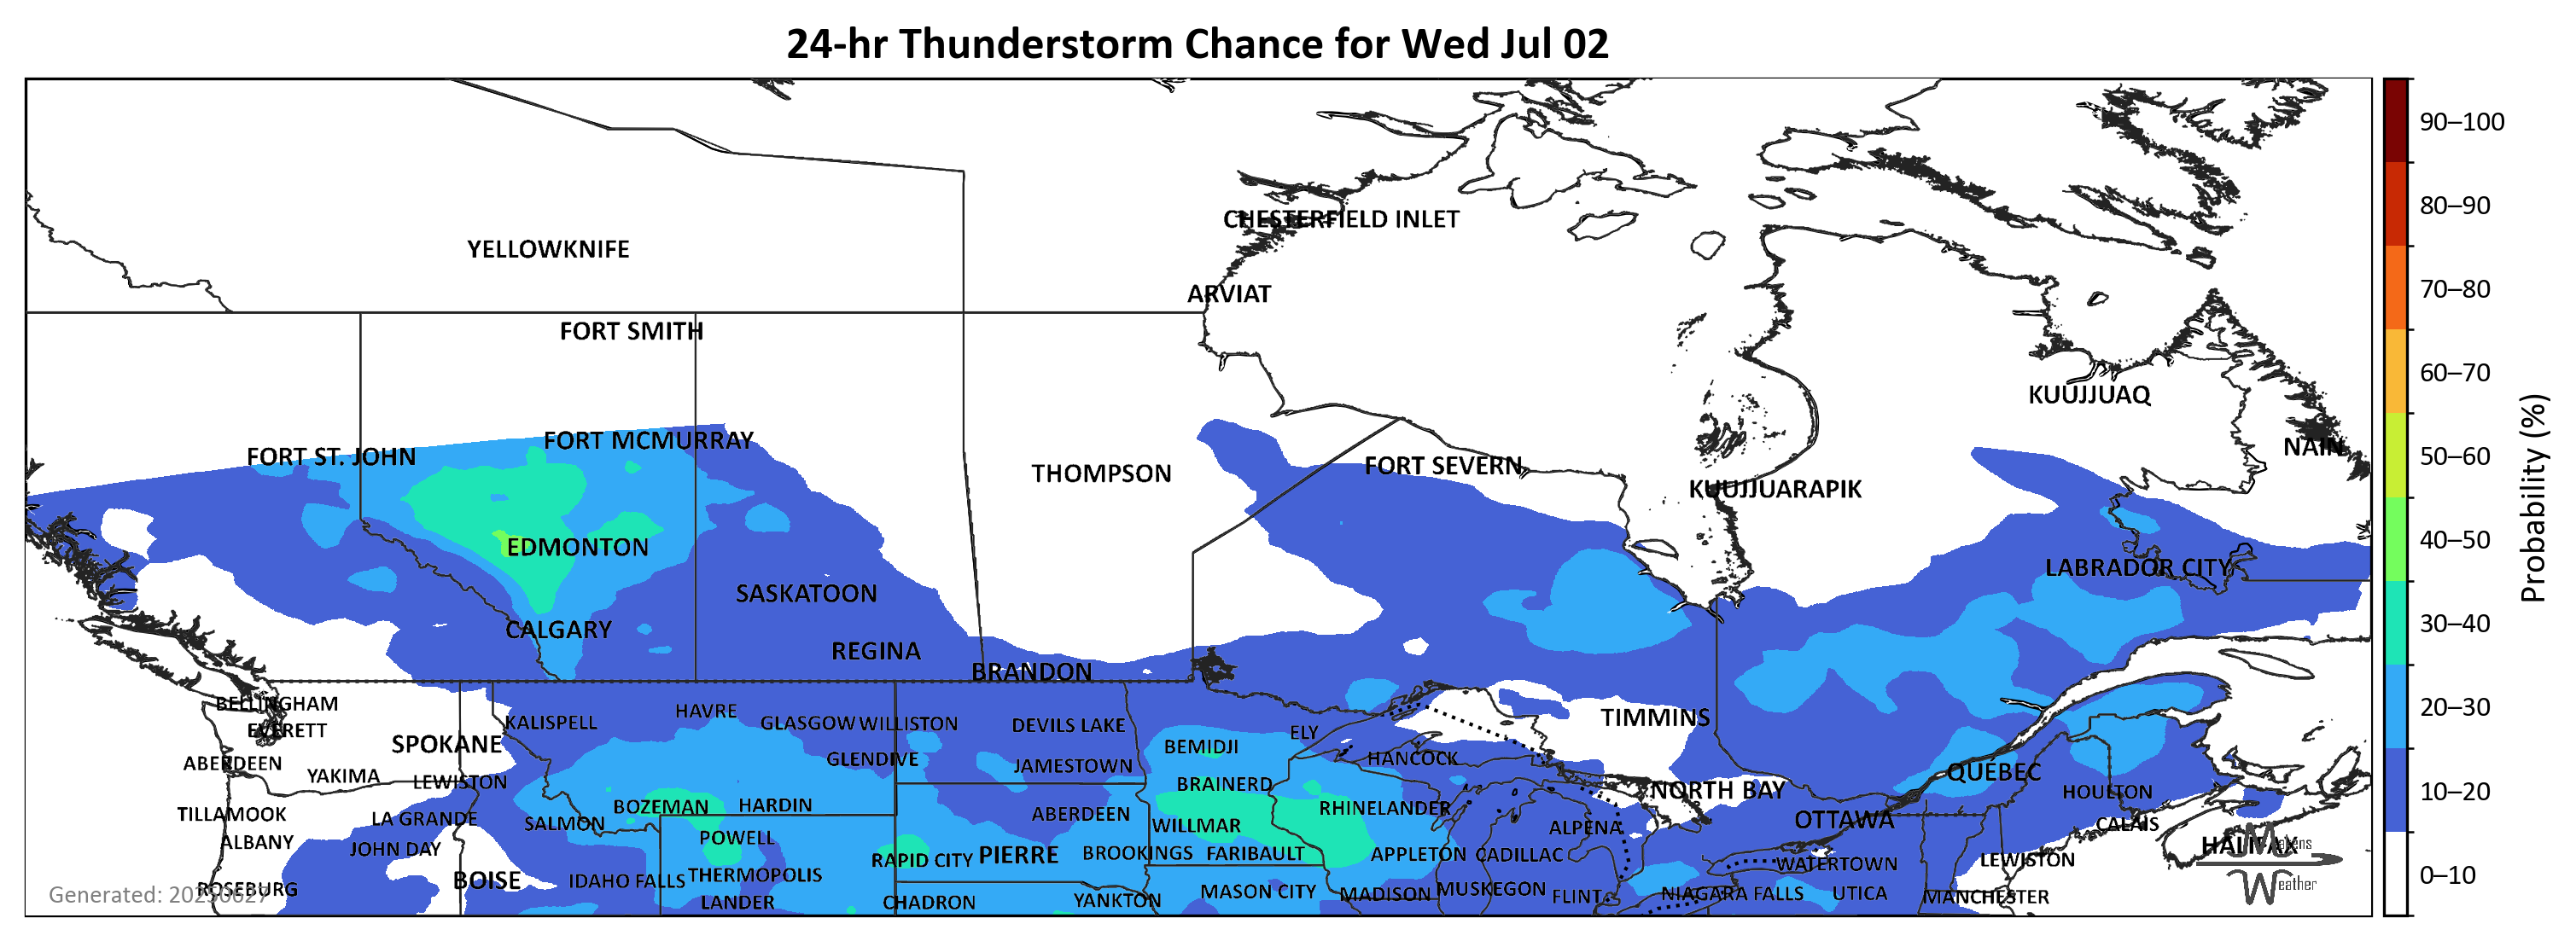 24-hr Thunderstorm Chance for Wed Jul 02
90–100
80–90
CHESTERFIELD INLET
YELLOWKNIFE
70–80
ARVIAT
FORT SMITH
60–70
KUUJJUAQ
FORT MCMURRAY
NAIN
50–60
FORT ST. JOHN
FORT SEVERN
THOMPSON
KUUJJUARAPIK
Probability (%)
40–50
EDMONTON
LABRADOR CITY
SASKATOON
30–40
CALGARY
REGINA
BRANDON
BELLINGHAM
20–30
HAVRE
KALISPELL
GLASGOW
WILLISTON
DEVILS LAKE
TIMMINS
EVERETT
ELY
SPOKANE
BEMIDJI
ABERDEEN
GLENDIVE
JAMESTOWN
HANCOCK
QUÉBEC
YAKIMA
LEWISTON
BRAINERD
NORTH BAY
HOULTON
10–20
BOZEMAN
HARDIN
RHINELANDER
TILLAMOOK
LA GRANDE
SALMON
ABERDEEN
WILLMAR
ALPENA
OTTAWA
CALAIS
ALBANY
POWELL
JOHN DAY
RAPID CITY
PIERRE
BROOKINGS
FARIBAULT
APPLETON
CADILLAC
WATERTOWN
LEWISTON
HALIFAX
Makens
Weather
BOISE
IDAHO FALLS
THERMOPOLIS
0–10
ROSEBURG
Generated: 20250627
LANDER
CHADRON
YANKTON
MASON CITY
MADISON
MUSKEGON
FLINT
NIAGARA FALLS
UTICA
MANCHESTER